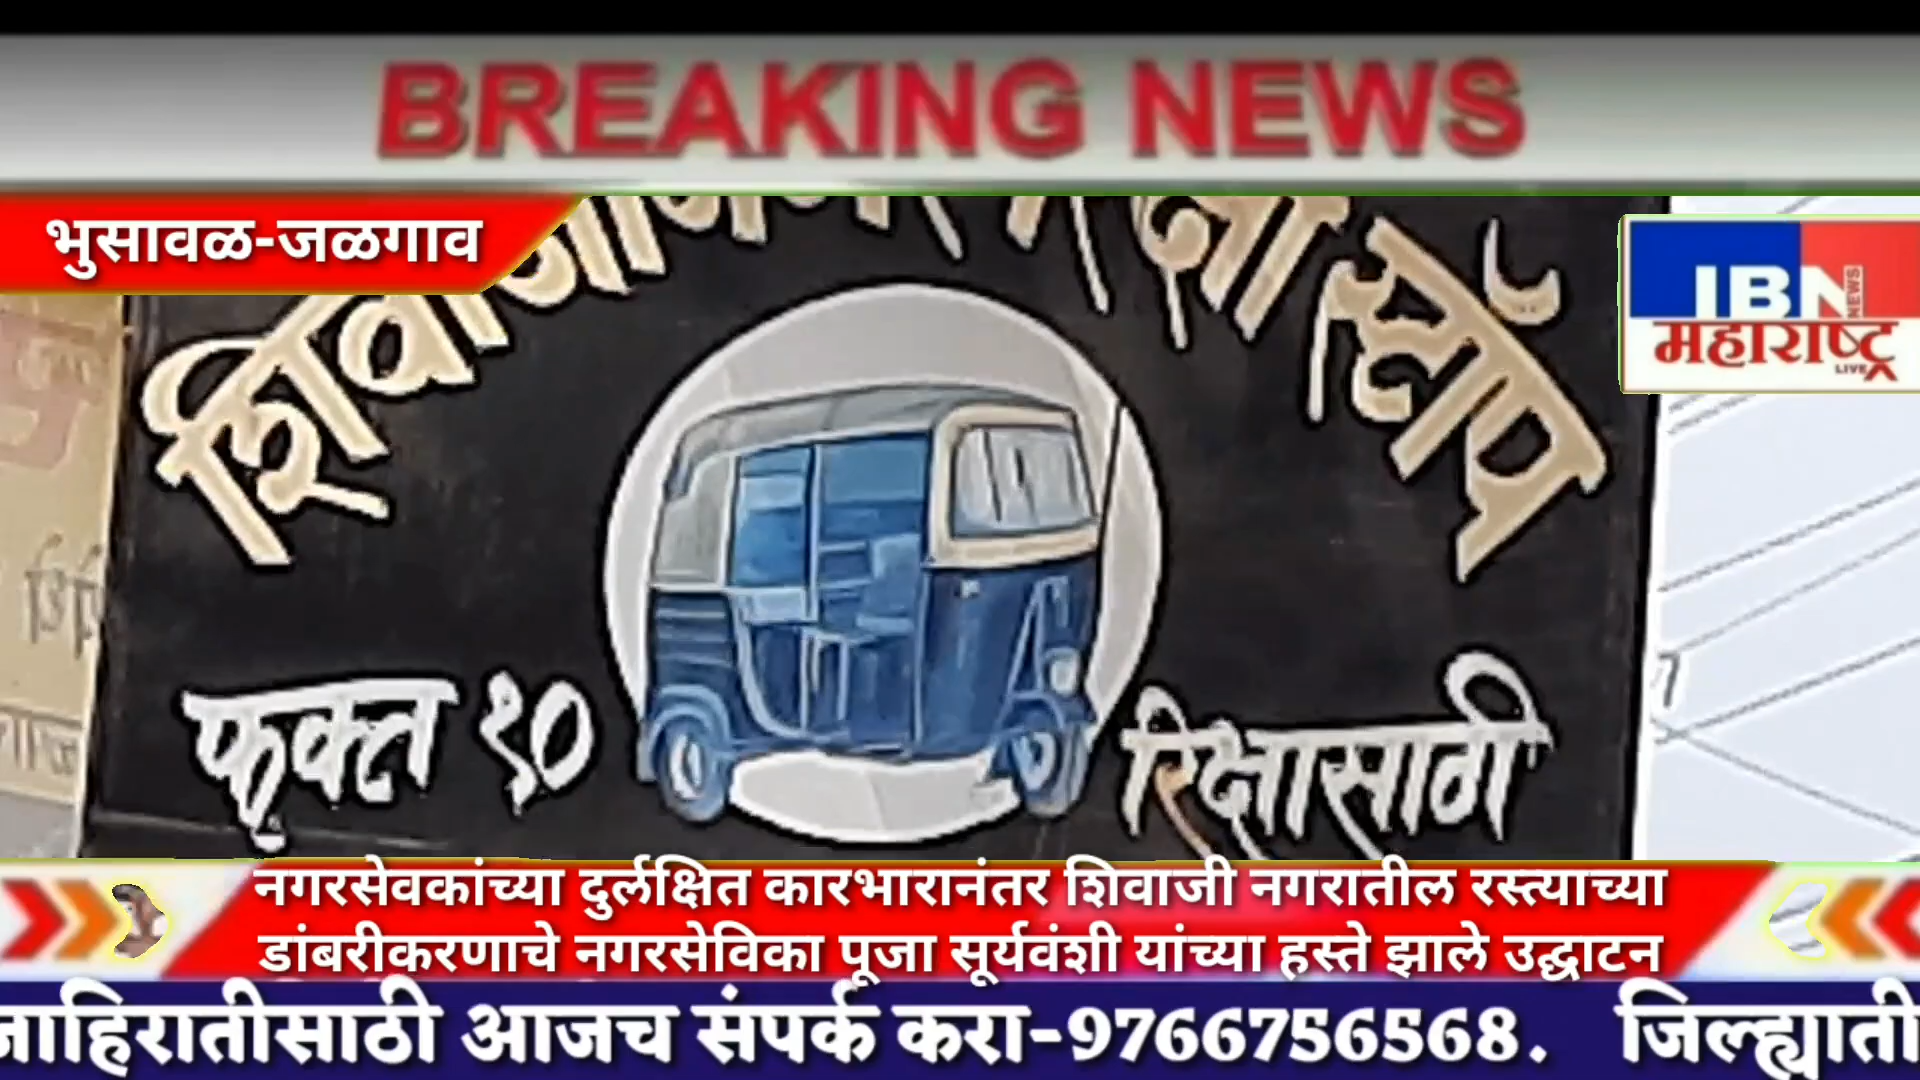 BREAKING NEWS
भुसावळ-जळगाव
IBN
NEWS
महाराष्ट्र
LIVE
शिवाजीनगर रिक्षा स्टॉप
फक्त १० रिक्षासाठी
नगरसेवकांच्या दुर्लक्षित कारभारानंतर शिवाजी नगरातील रस्त्याच्या
डांबरीकरणाचे नगरसेविका पूजा सूर्यवंशी यांच्या हस्ते झाले उद्घाटन
जाहिरातीसाठी आजच संपर्क करा-9766756568. जिल्ह्याती